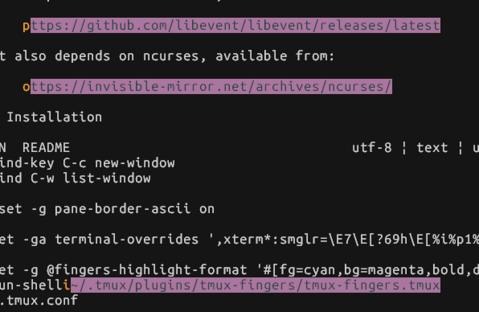 pttps://github.com/libevent/libevent/releases/latest
t also depends on ncurses, available from:
ottps://invisible-mirror.net/archives/ncurses/
Installation
N README utf-8 ¦ text ¦ u
ind-key C-c new-window
ind C-w list-window
set -g pane-border-ascii on
et -ga terminal-overrides ',xterm*:smglr=\E7\E[?69h\E[%i%p1%
et -g @fingers-highlight-format '#[fg=cyan,bg=magenta,bold,d
un-shelli~/.tmux/plugins/tmux-fingers/tmux-fingers.tmux
.tmux.conf